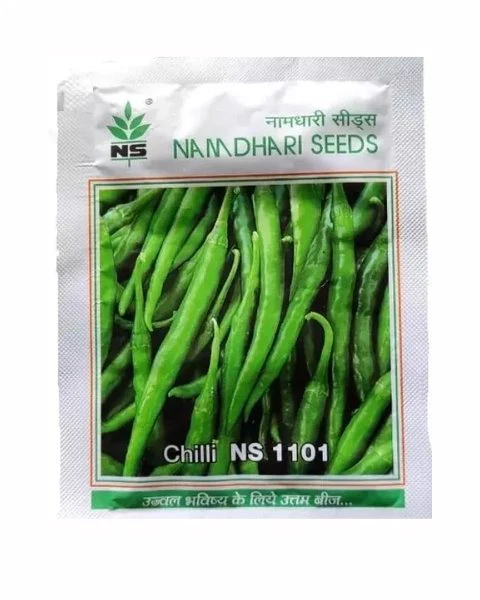 ®
NS
नामधारी सीड्स
NAMDHARI SEEDS
Chilli NS 1101
उज्वल भविष्य के लिये उत्तम बीज...